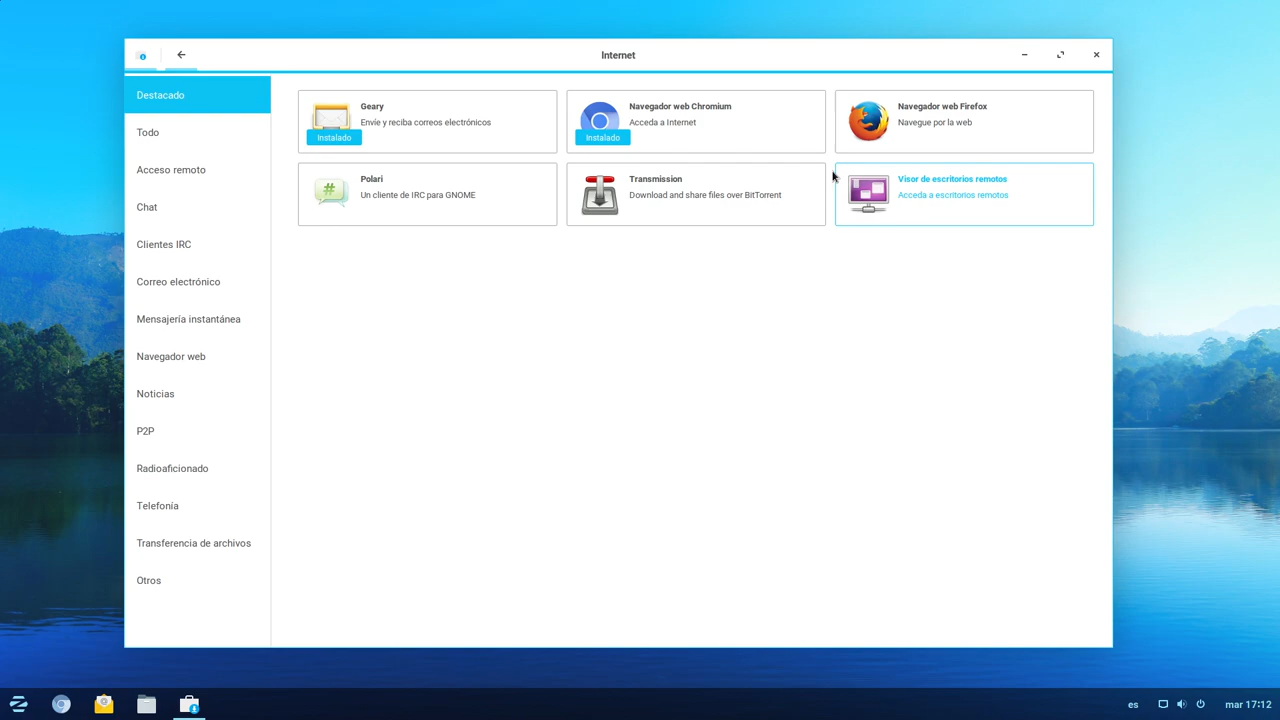 Internet
Destacado
Todo
Acceso remoto
Chat
Clientes IRC
Correo electrónico
Mensajería instantánea
Navegador web
Noticias
P2P
Radioaficionado
Telefonía
Transferencia de archivos
Otros
Geary
Envíe y reciba correos electrónicos
Instalado
Navegador web Chromium
Acceda a Internet
Instalado
Navegador web Firefox
Navegue por la web
Polari
Un cliente de IRC para GNOME
Transmission
Download and share files over BitTorrent
Visor de escritorios remotos
Acceda a escritorios remotos
es
mar 17:12